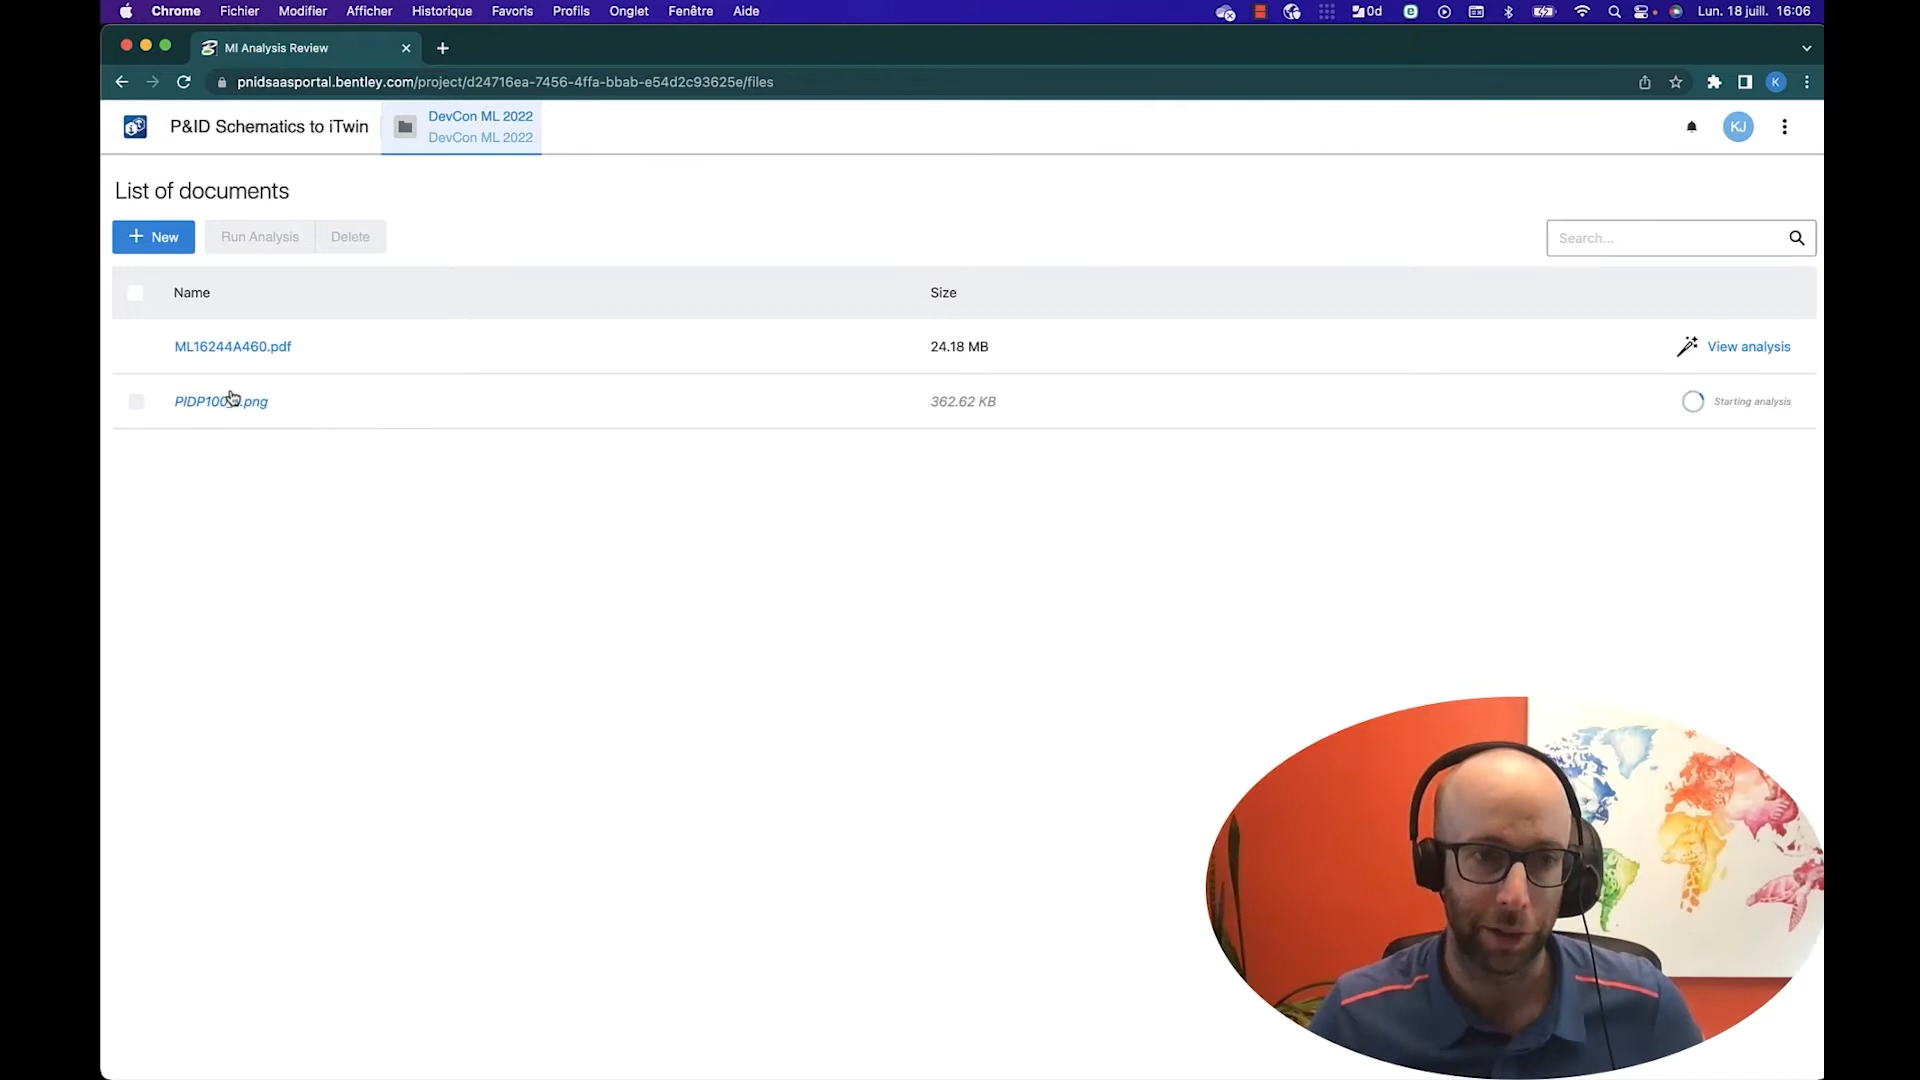 Chrome Fichier Modifier Afficher Historique Favoris Profils Onglet Fenêtre Aide 0d Lun. 18 juill. 16:06
MI Analysis Review
pnidsaasportal.bentley.com/project/d24716ea-7456-4ffa-bbab-e54d2c93625e/files K
P&ID Schematics to iTwin
DevCon ML 2022
DevCon ML 2022
KJ
List of documents
New Run Analysis Delete
Search...
Name Size
ML16244A460.pdf 24.18 MB View analysis
.png 362.62 KB Starting analysis